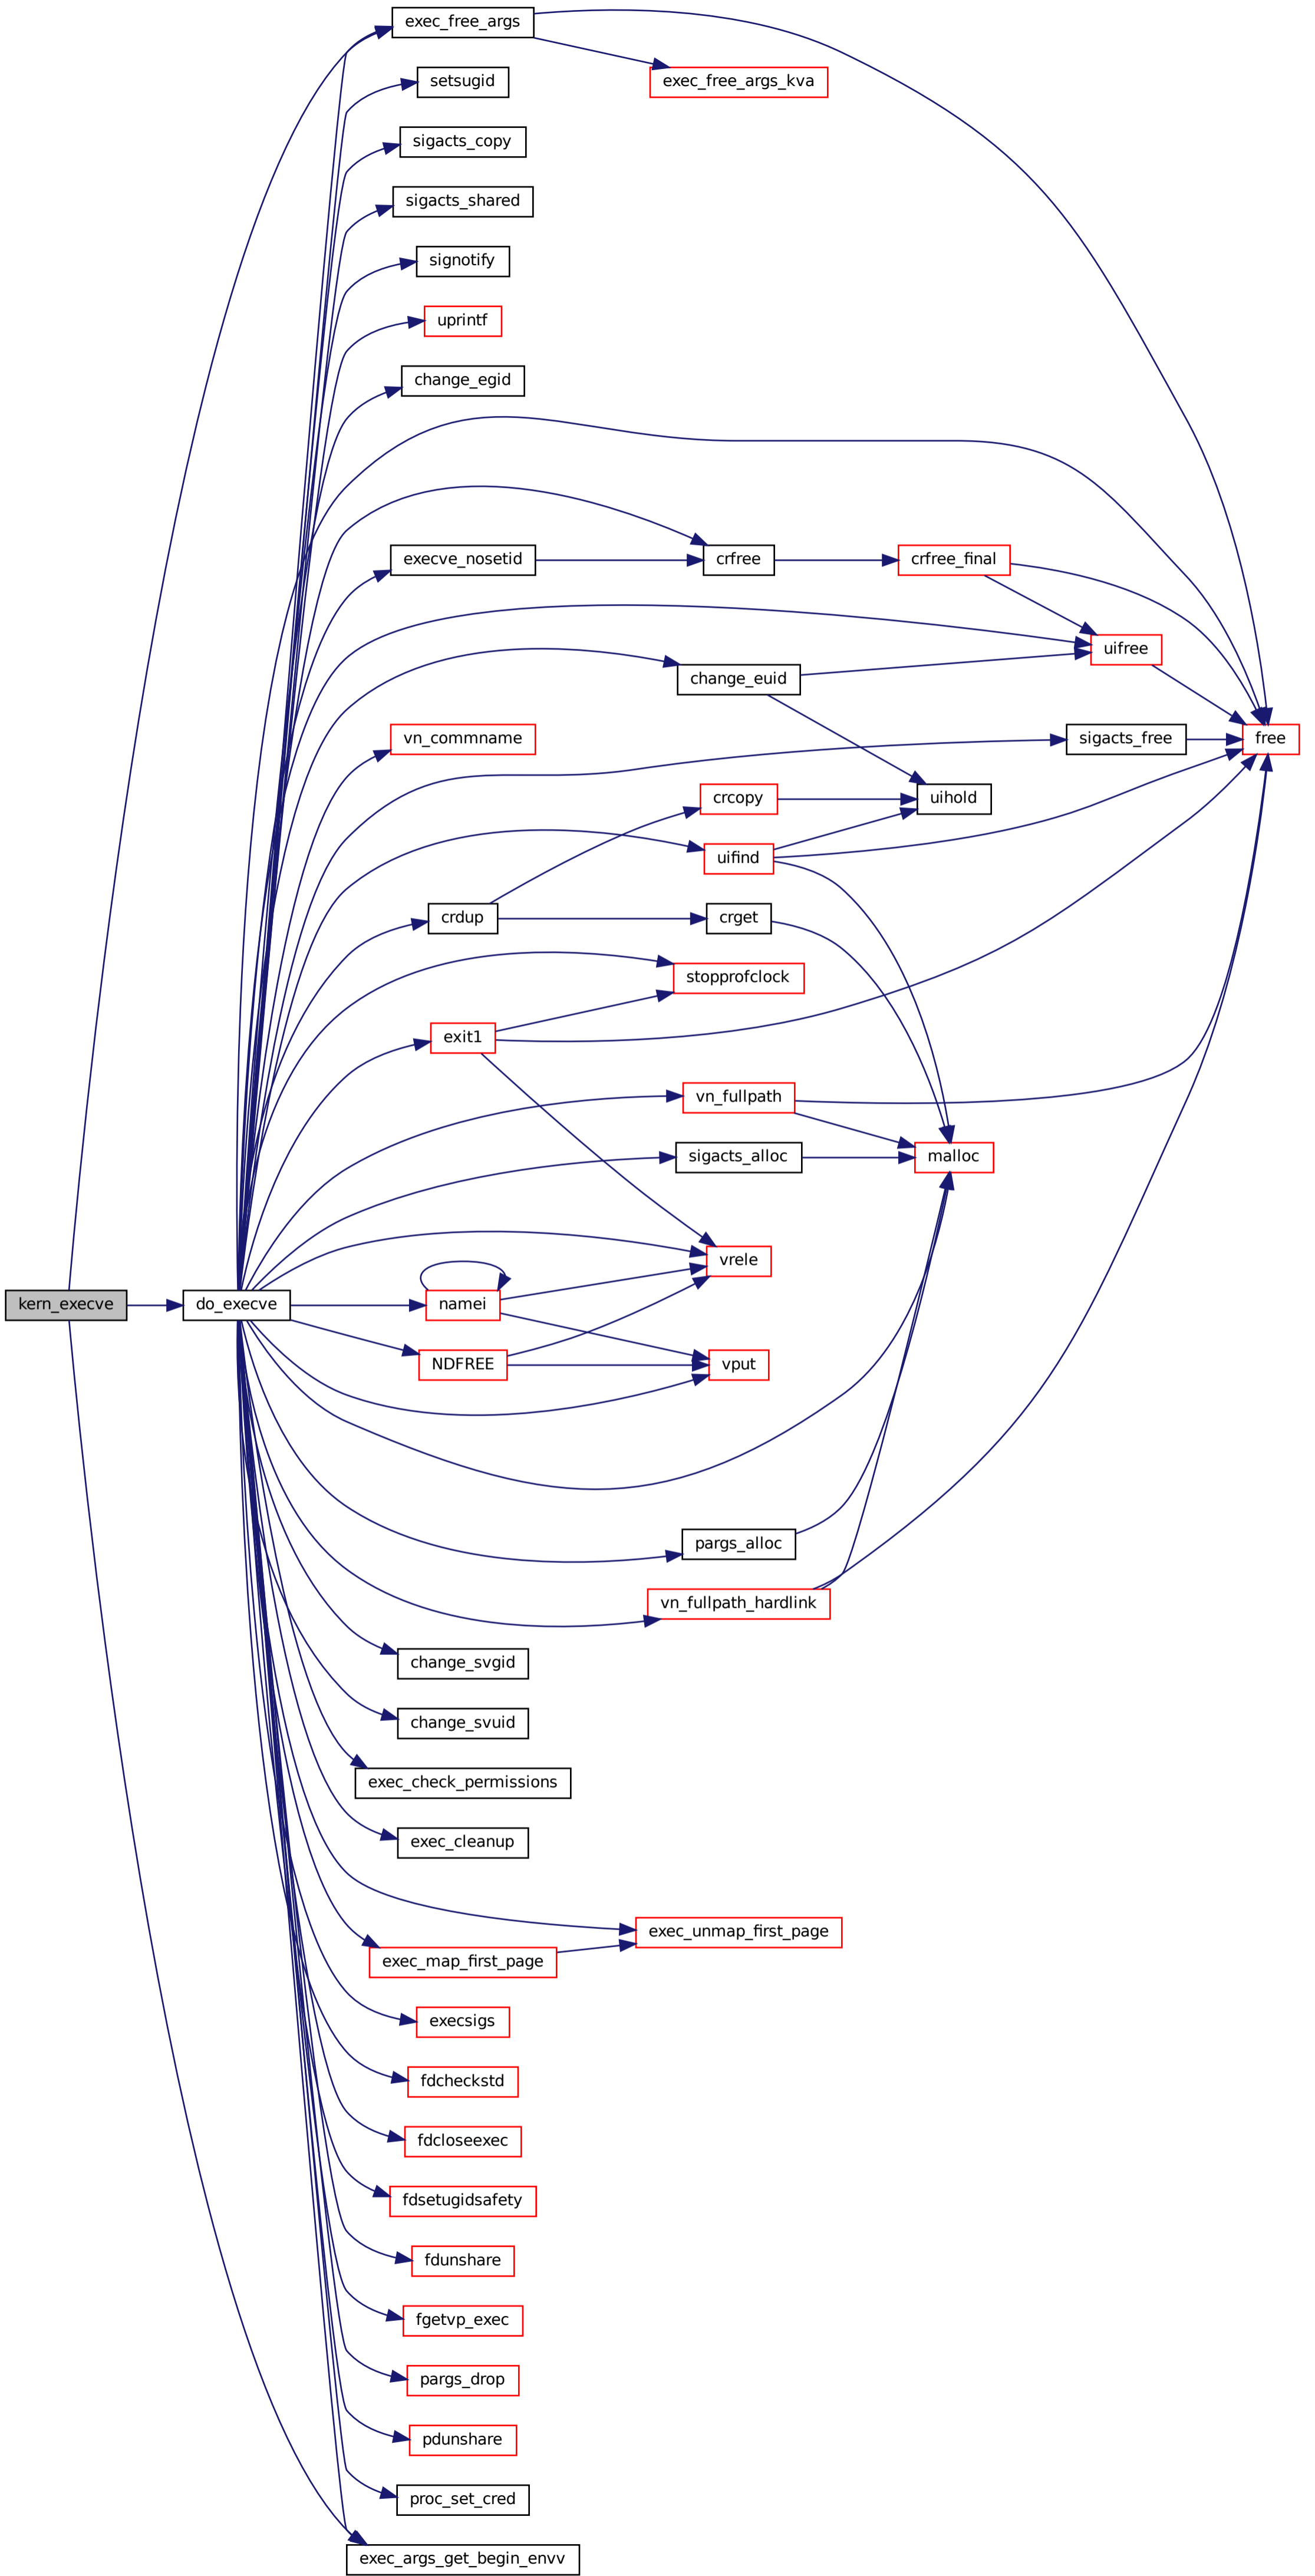 exec_free_args
setsugid
exec_free_args_kva
sigacts_copy
sigacts_shared
signotify
uprintf
change_egid
execve_nosetid
crfree
crfree_final
uifree
change_euid
vn_commname
sigacts_free
free
crcopy
uihold
uifind
crdup
crget
stopprofclock
exit1
vn_fullpath
sigacts_alloc
malloc
vrele
kern_execve
do_execve
namei
NDFREE
vput
pargs_alloc
vn_fullpath_hardlink
change_svgid
change_svuid
exec_check_permissions
exec_cleanup
exec_unmap_first_page
exec_map_first_page
execsigs
fdcheckstd
fdcloseexec
fdsetugidsafety
fdunshare
fgetvp_exec
pargs_drop
pdunshare
proc_set_cred
exec_args_get_begin_envv